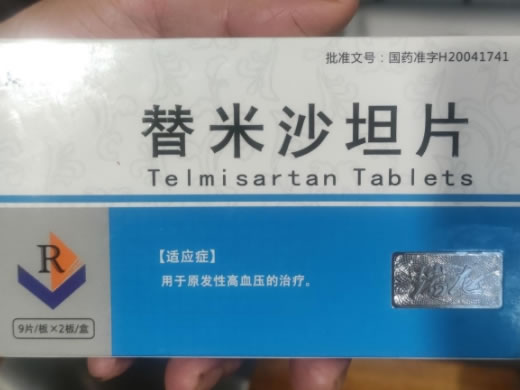 批准文号：国药准字H20041741
替米沙坦片
Telmisartan Tablets
R
【适应症】
用于原发性高血压的治疗。
9片/板×2板/盒